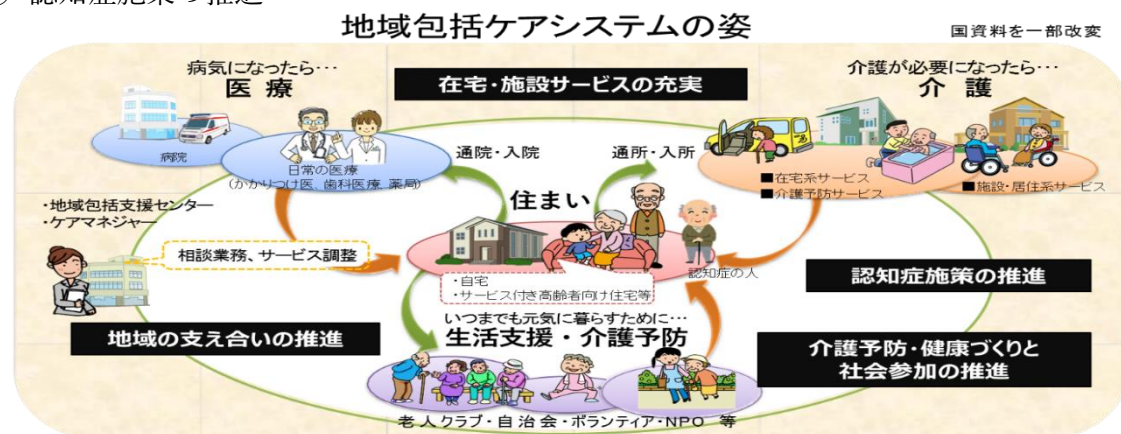 認知症施策の推進
地域包括ケアシステムの姿
国資料を一部改変
病気になったら…
医療
在宅・施設サービスの充実
介護が必要になったら…
介護
病院
日常の医療
(かかりつけ医、歯科医療、薬局)
通院・入院
通所・入所
■在宅系サービス
■介護予防サービス
■施設・居住系サービス
住まい
・地域包括支援センター
・ケアマネジャー
相談業務、サービス調整
認知症の人
・自宅
・サービス付き高齢者向け住宅等
認知症施策の推進
地域の支え合いの推進
いつまでも元気に暮らすために…
生活支援・介護予防
介護予防・健康づくりと
社会参加の推進
老人クラブ・自治会・ボランティア・NPO 等